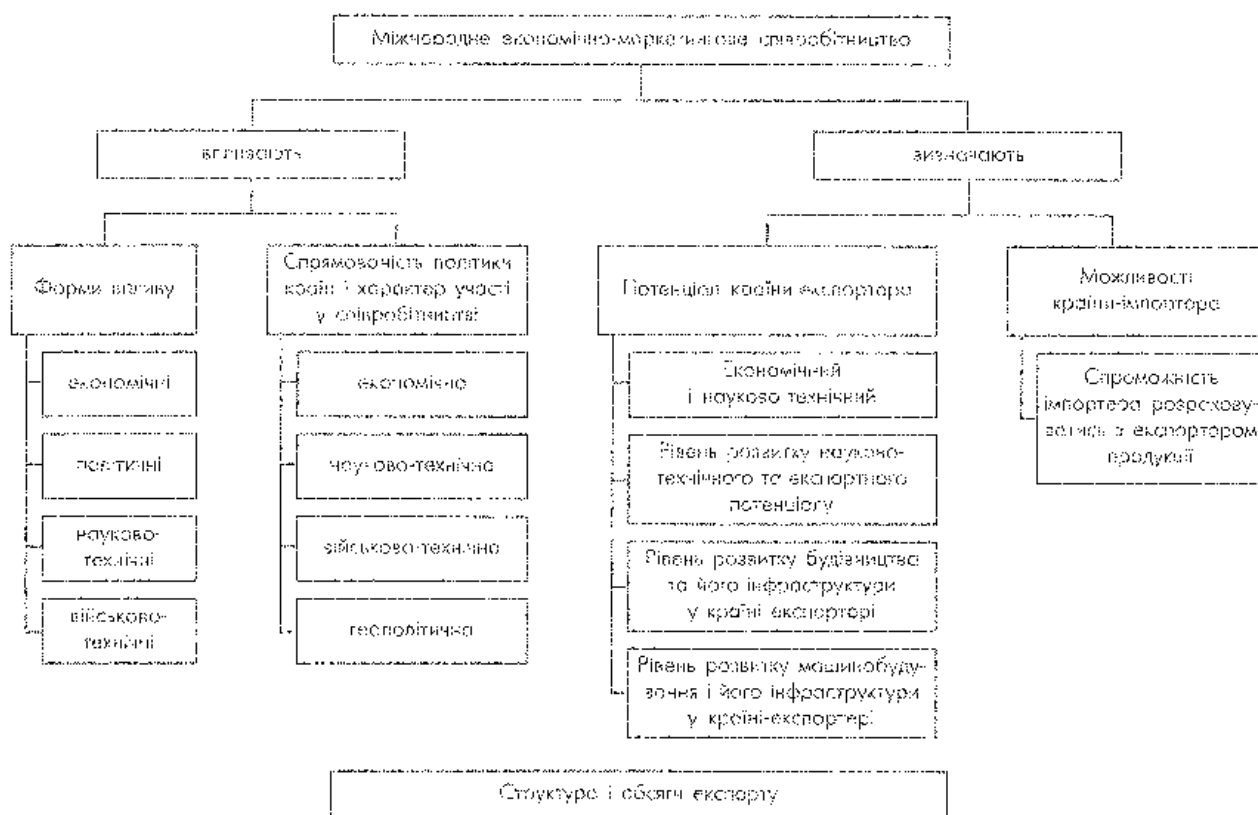 Міжнародне економічно-маркетингове співробітництво
впливають
визначають
Форми впливу
Спрямовоність політики
країн і характер участі
у співробітництві
Потенціал країни експортера
Можливості
країни-імпортера
економічні
політичні
науково-
технічні
військово-
технічні
економічна
науково-технічна
військово-технічна
геополітична
Економічний
і науково технічний
Рівень розвитку науково-
технічного та експортного
потенціалу
Рівень розвитку будівництва
та його інфраструктури
у країні експорторі
Рівень розвитку машинобуду-
вання і його інфраструктури
у країні-експортері
Спроможність
імпортера розрахову-
ватись з експортером
продукції
Структура і обсяги експорту